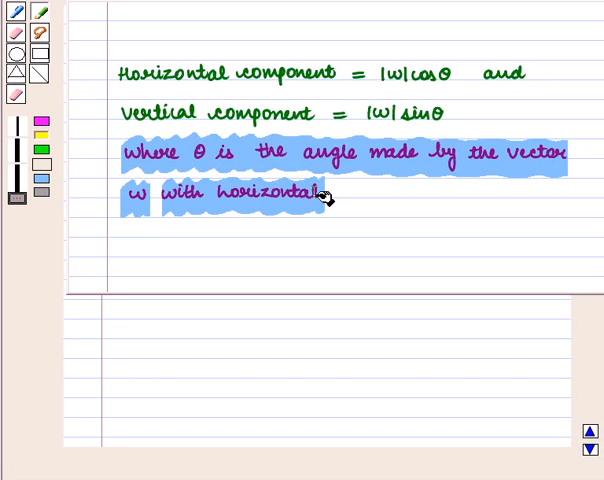 Horizontal component = |w|cosθ and
Vertical component = |w|sinθ
where θ is the angle made by the vector
w with horizontal